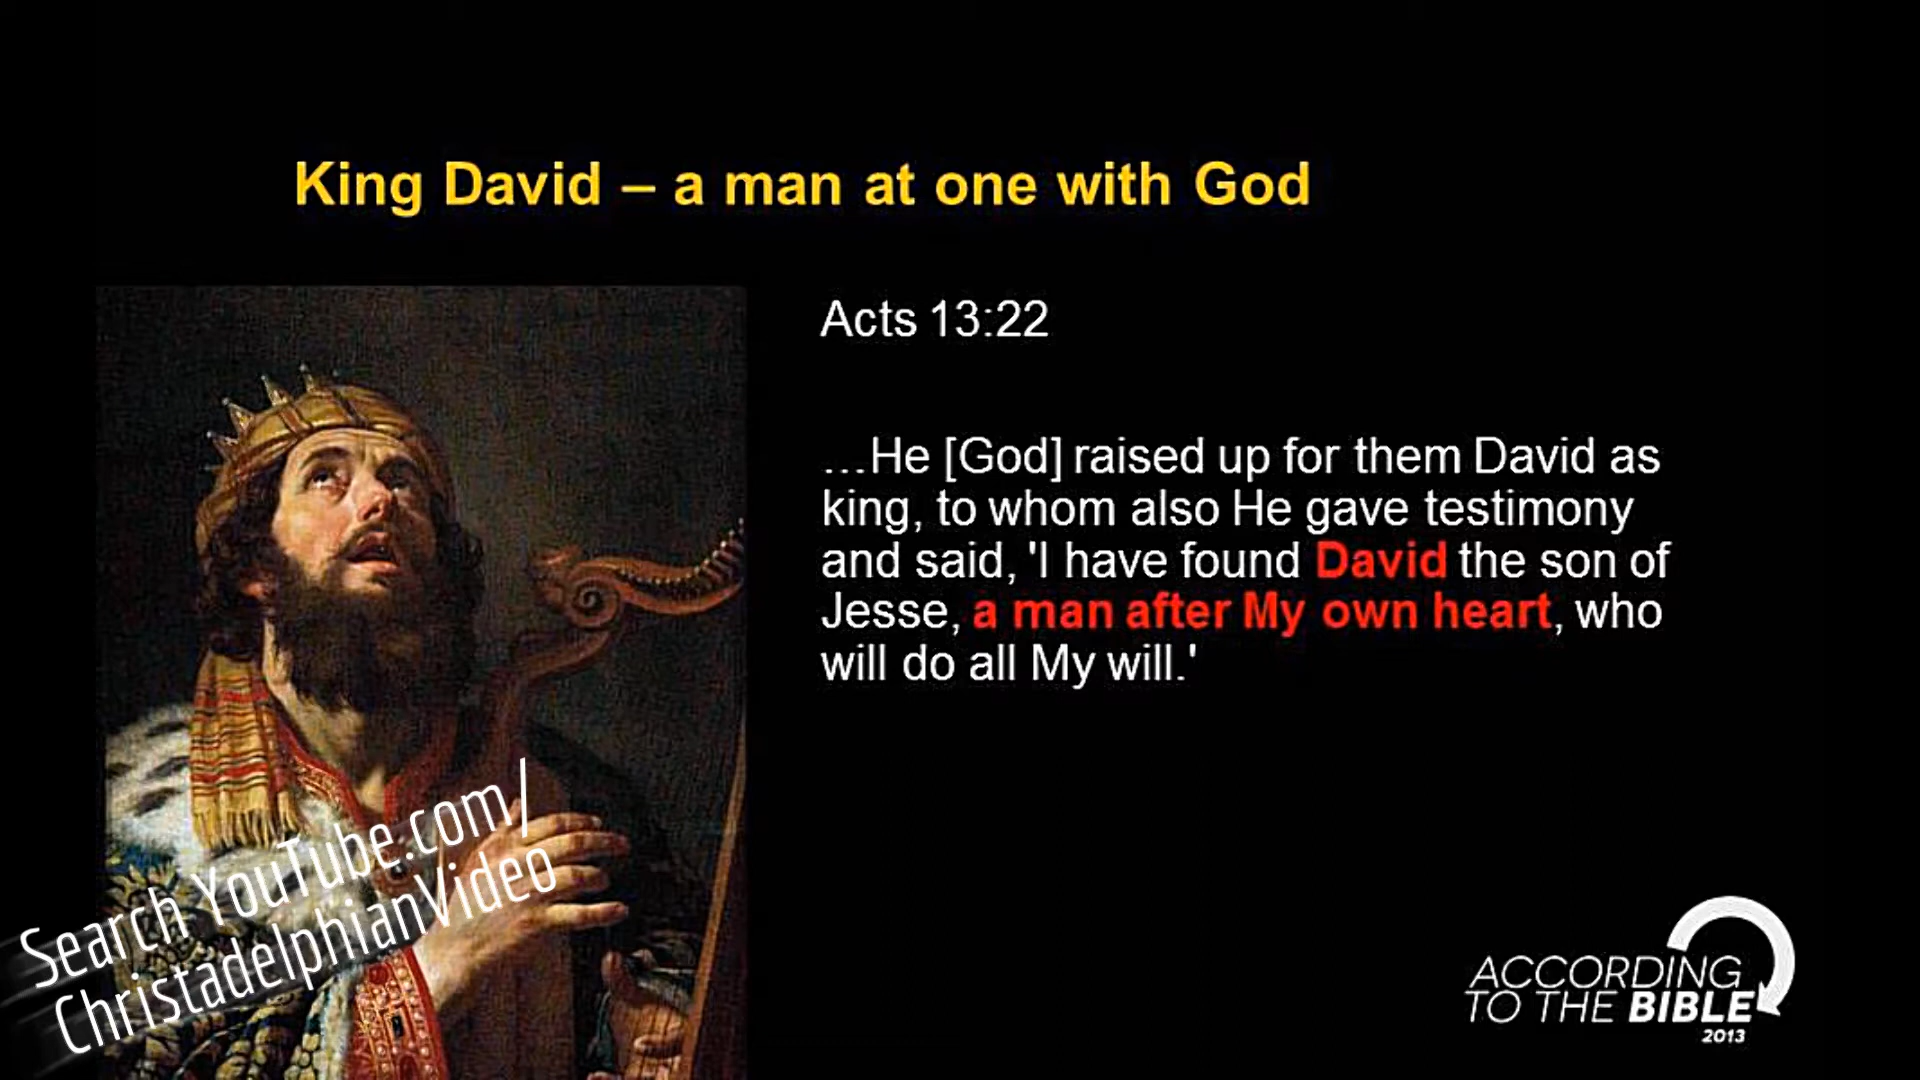 King David – a man at one with God
Acts 13:22
...He [God] raised up for them David as
king, to whom also He gave testimony
and said, 'I have found David the son of
Jesse, a man after My own heart, who
will do all My will.'
Search YouTube.com/
ChristadelphianVideo
ACCORDING
TO THE BIBLE
2013